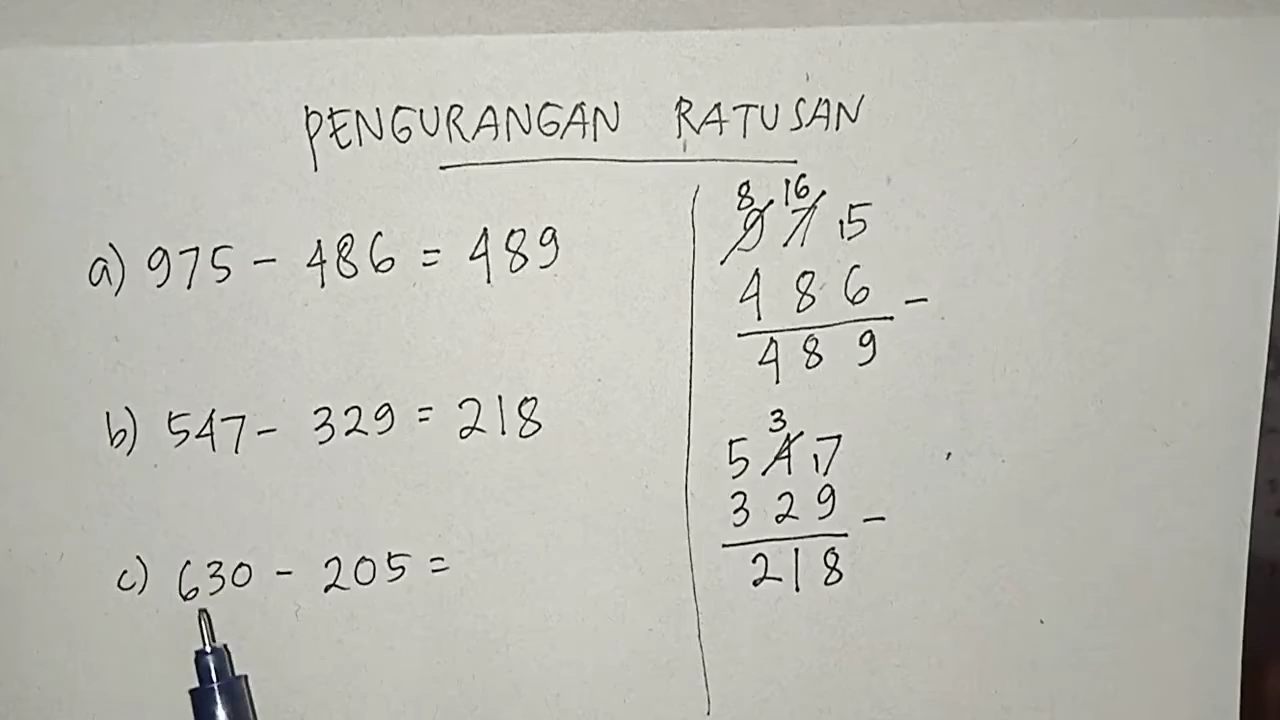 PENGURANGAN RATUSAN
a) 975 - 486 = 489
b) 547 - 329 = 218
c) 630 - 205 =
8 16
9 7 15
4 8 6 -
4 8 9
3
5 4 17
3 2 9 -
2 1 8